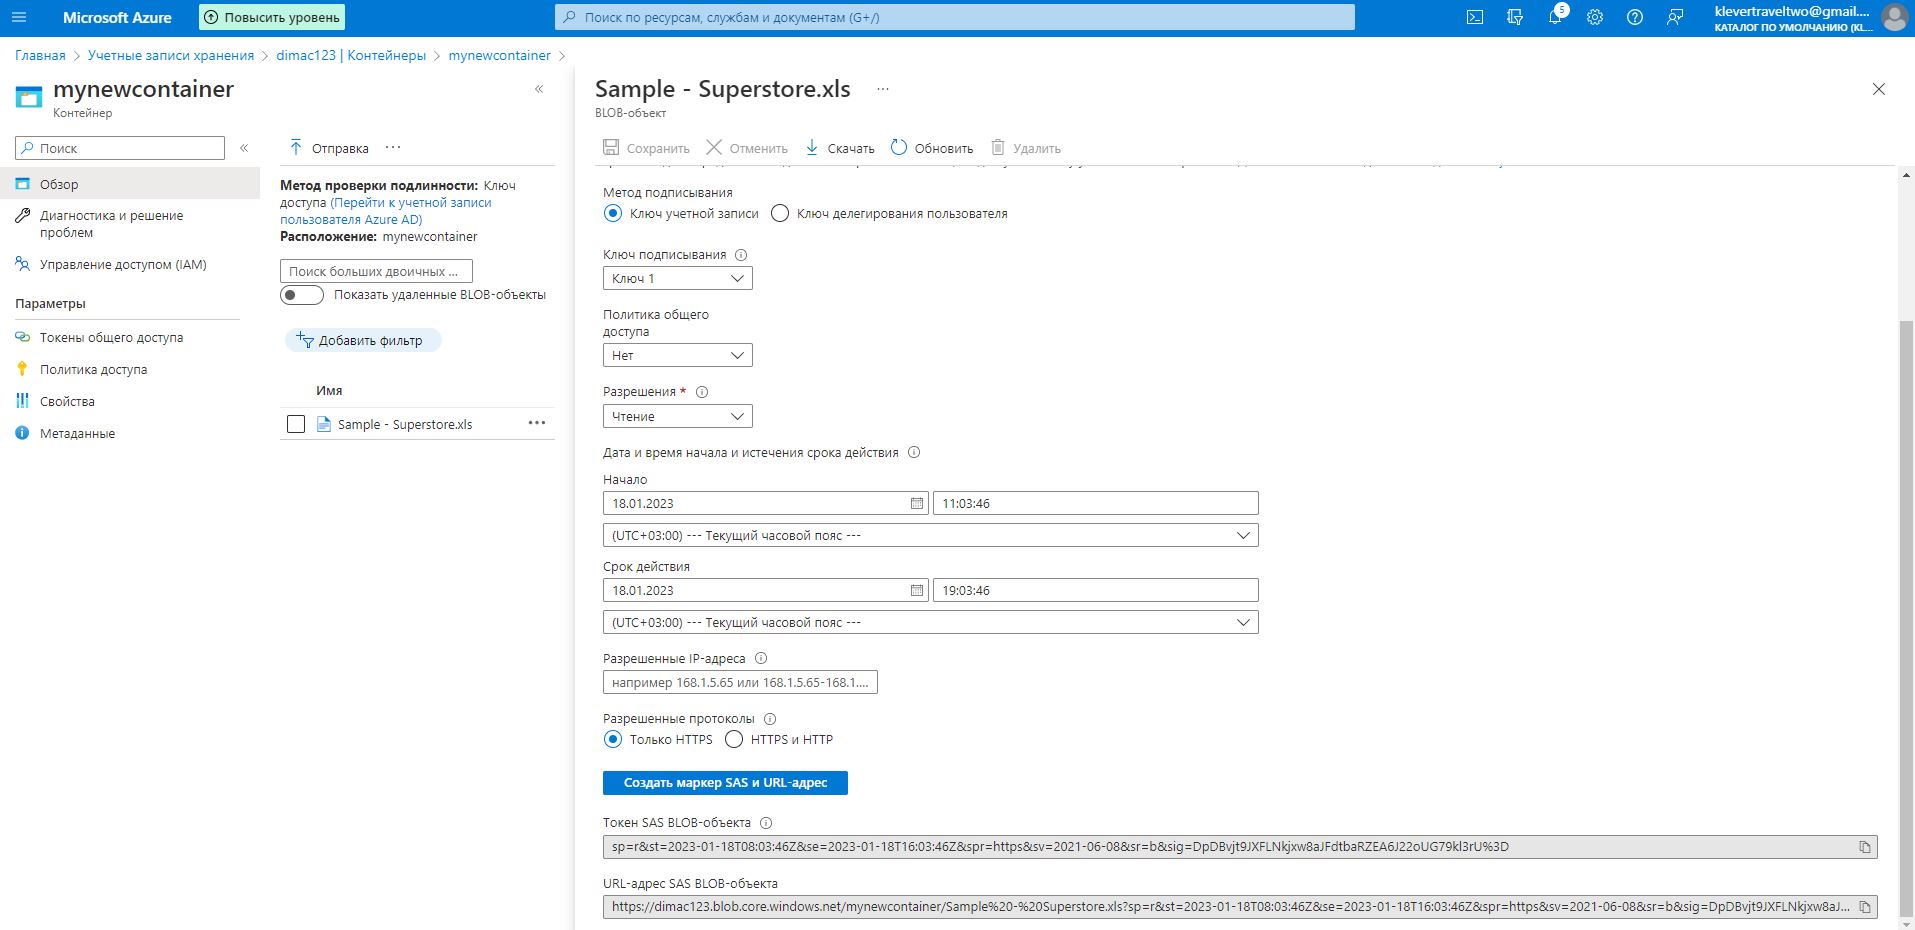 Microsoft Azure
Повысить уровень
Поиск по ресурсам, службам и документам (G+/)
5
klevertraveltwo@gmail....
КАТАЛОГ ПО УМОЛЧАНИЮ (KL...
Главная > Учетные записи хранения > dimac123 | Контейнеры > mynewcontainer >
mynewcontainer
Контейнер
Поиск
Обзор
Диагностика и решение
проблем
Управление доступом (IAM)
Параметры
Токены общего доступа
Политика доступа
Свойства
Метаданные
Отправка ...
Метод проверки подлинности: Ключ
доступа (Перейти к учетной записи
пользователя Azure AD)
Расположение: mynewcontainer
Поиск больших двоичных ...
Показать удаленные BLOB-объекты
Добавить фильтр
Имя
Sample - Superstore.xls ...
Sample - Superstore.xls ...
BLOB-объект
Сохранить Отменить Скачать Обновить Удалить
Метод подписывания
Ключ учетной записи Ключ делегирования пользователя
Ключ подписывания
Ключ 1
Политика общего
доступа
Нет
Разрешения *
Чтение
Дата и время начала и истечения срока действия
Начало
18.01.2023 11:03:46
(UTC+03:00) --- Текущий часовой пояс ---
Срок действия
18.01.2023 19:03:46
(UTC+03:00) --- Текущий часовой пояс ---
Разрешенные IP-адреса
например 168.1.5.65 или 168.1.5.65-168.1....
Разрешенные протоколы
Только HTTPS HTTPS и HTTP
Создать маркер SAS и URL-адрес
Токен SAS BLOB-объекта
sp=r&st=2023-01-18T08:03:46Z&se=2023-01-18T16:03:46Z&spr=https&sv=2021-06-08&sr=b&sig=DpDBvjt9JXFLNkjxw8aJFdtbaRZEA6J22oUG79kl3rU%3D
URL-адрес SAS BLOB-объекта
https://dimac123.blob.core.windows.net/mynewcontainer/Sample%20-%20Superstore.xls?sp=r&st=2023-01-18T08:03:46Z&se=2023-01-18T16:03:46Z&spr=https&sv=2021-06-08&sr=b&sig=DpDBvjt9JXFLNkjxw8aJ...